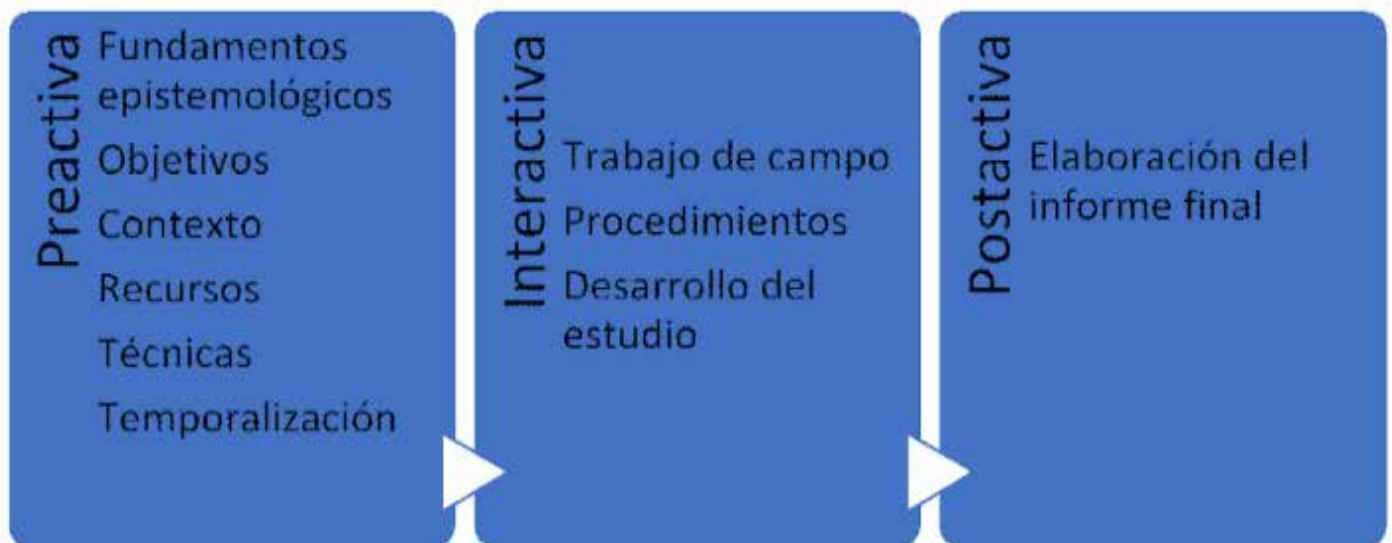 Preactiva
Fundamentos
epistemológicos
Objetivos
Contexto
Recursos
Técnicas
Temporalización
Interactiva
Trabajo de campo
Procedimientos
Desarrollo del
estudio
Postactiva
Elaboración del
informe final